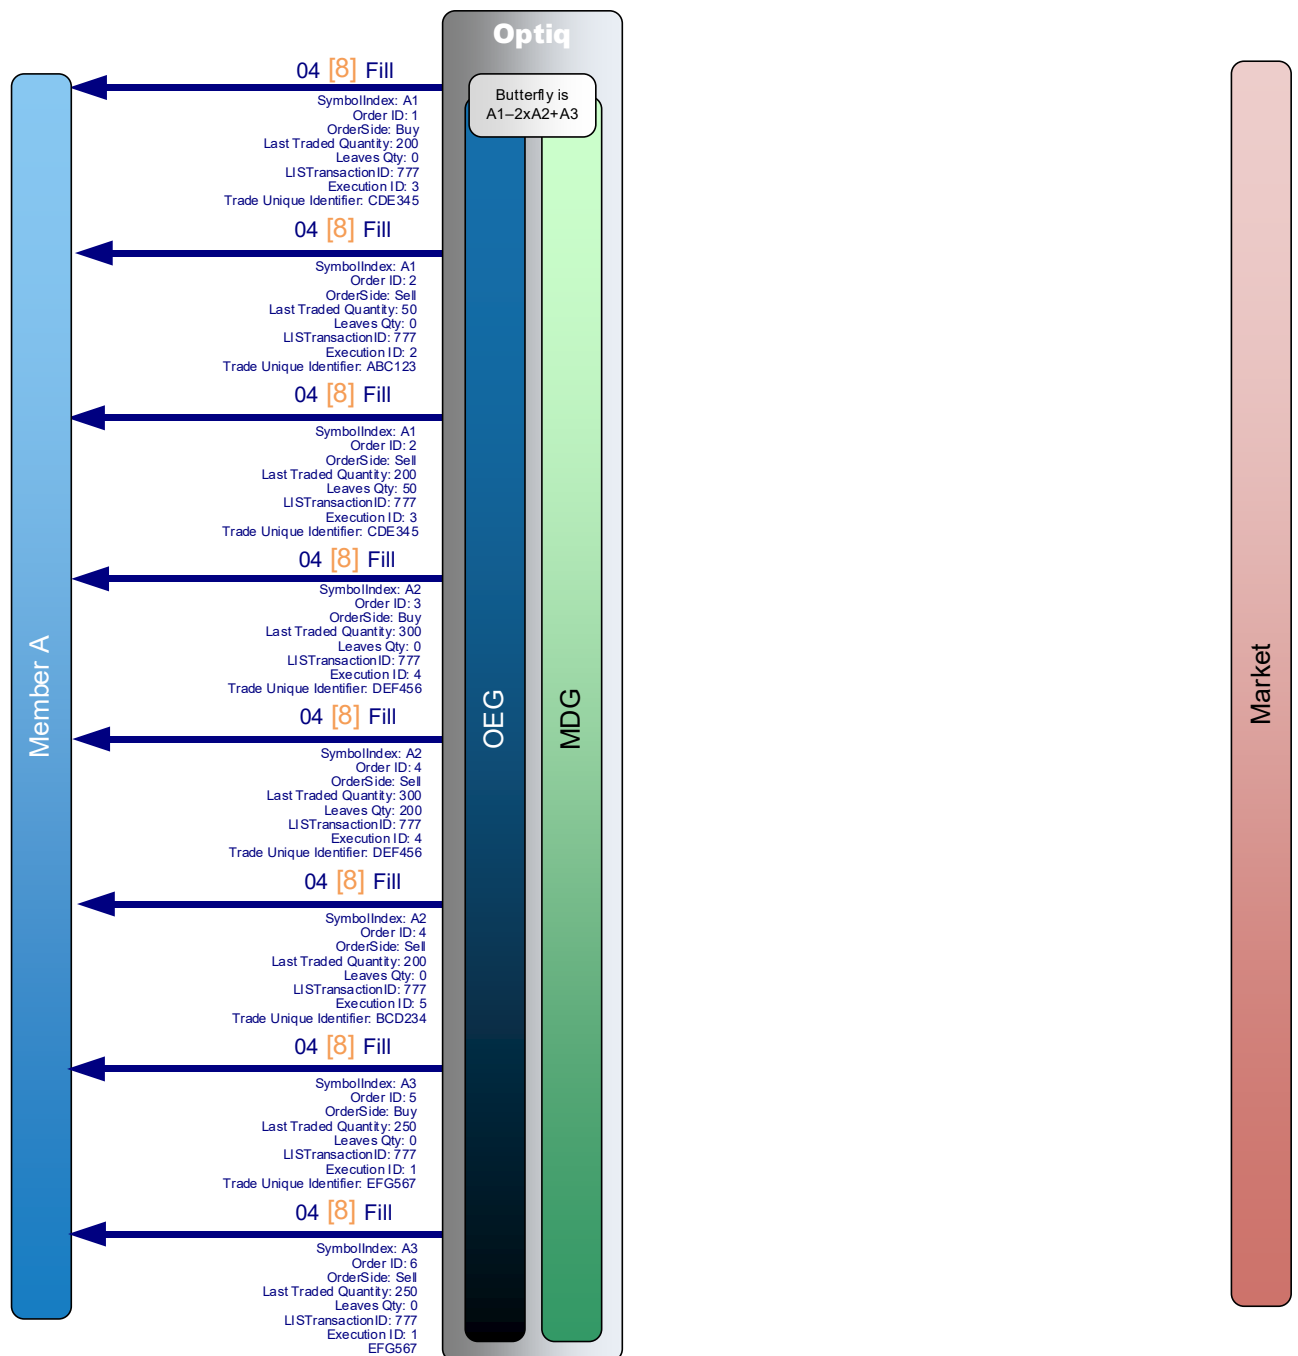 Optiq
Butterfly is
A1–2xA2+A3
04 [8] Fill
SymbolIndex: A1
Order ID: 1
OrderSide: Buy
Last Traded Quantity: 200
Leaves Qty: 0
LISTransactionID: 777
Execution ID: 3
Trade Unique Identifier: CDE345
04 [8] Fill
SymbolIndex: A1
Order ID: 2
OrderSide: Sell
Last Traded Quantity: 50
Leaves Qty: 0
LISTransactionID: 777
Execution ID: 2
Trade Unique Identifier: ABC123
04 [8] Fill
SymbolIndex: A1
Order ID: 2
OrderSide: Sell
Last Traded Quantity: 200
Leaves Qty: 50
LISTransactionID: 777
Execution ID: 3
Trade Unique Identifier: CDE345
04 [8] Fill
SymbolIndex: A2
Order ID: 3
OrderSide: Buy
Last Traded Quantity: 300
Leaves Qty: 0
LISTransactionID: 777
Execution ID: 4
Trade Unique Identifier: DEF456
04 [8] Fill
SymbolIndex: A2
Order ID: 4
OrderSide: Sell
Last Traded Quantity: 300
Leaves Qty: 200
LISTransactionID: 777
Execution ID: 4
Trade Unique Identifier: DEF456
04 [8] Fill
SymbolIndex: A2
Order ID: 4
OrderSide: Sell
Last Traded Quantity: 200
Leaves Qty: 0
LISTransactionID: 777
Execution ID: 5
Trade Unique Identifier: BCD234
04 [8] Fill
SymbolIndex: A3
Order ID: 5
OrderSide: Buy
Last Traded Quantity: 250
Leaves Qty: 0
LISTransactionID: 777
Execution ID: 1
Trade Unique Identifier: EFG567
04 [8] Fill
SymbolIndex: A3
Order ID: 6
OrderSide: Sell
Last Traded Quantity: 250
Leaves Qty: 0
LISTransactionID: 777
Execution ID: 1
EFG567
Member A
OEG
MDG
Market